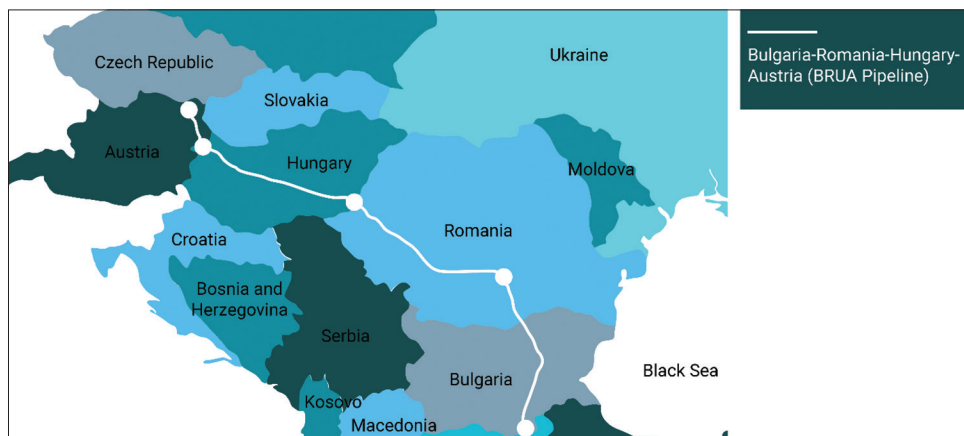 Bulgaria-Romania-Hungary-
Austria (BRUA Pipeline)
Czech Republic
Ukraine
Slovakia
Austria
Hungary
Moldova
Romania
Croatia
Bosnia and
Herzegovina
Serbia
Black Sea
Bulgaria
Kosovo
Macedonia